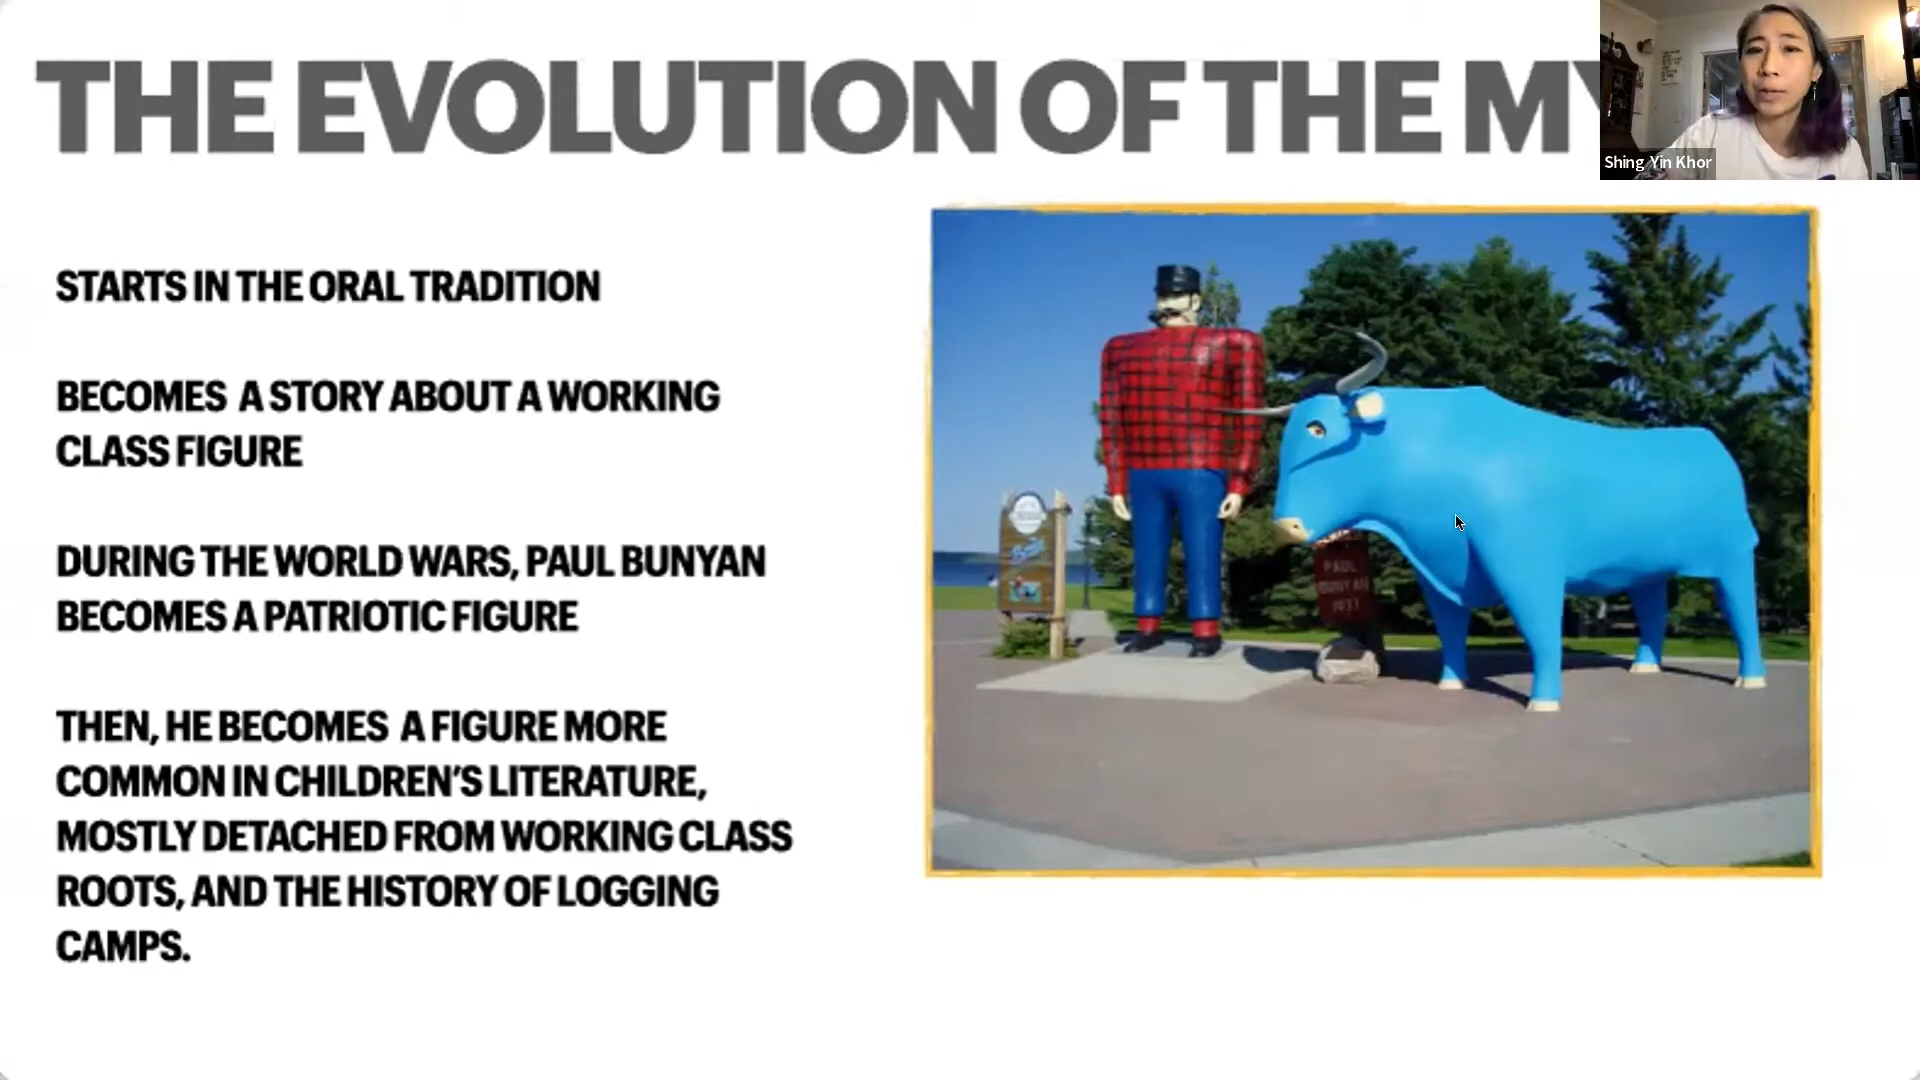 THE EVOLUTION OF THE MY
Shing Yin Khor
STARTS IN THE ORAL TRADITION
BECOMES A STORY ABOUT A WORKING
CLASS FIGURE
DURING THE WORLD WARS, PAUL BUNYAN
BECOMES A PATRIOTIC FIGURE
THEN, HE BECOMES A FIGURE MORE
COMMON IN CHILDREN'S LITERATURE,
MOSTLY DETACHED FROM WORKING CLASS
ROOTS, AND THE HISTORY OF LOGGING
CAMPS.
PAUL
BUNYAN
1937